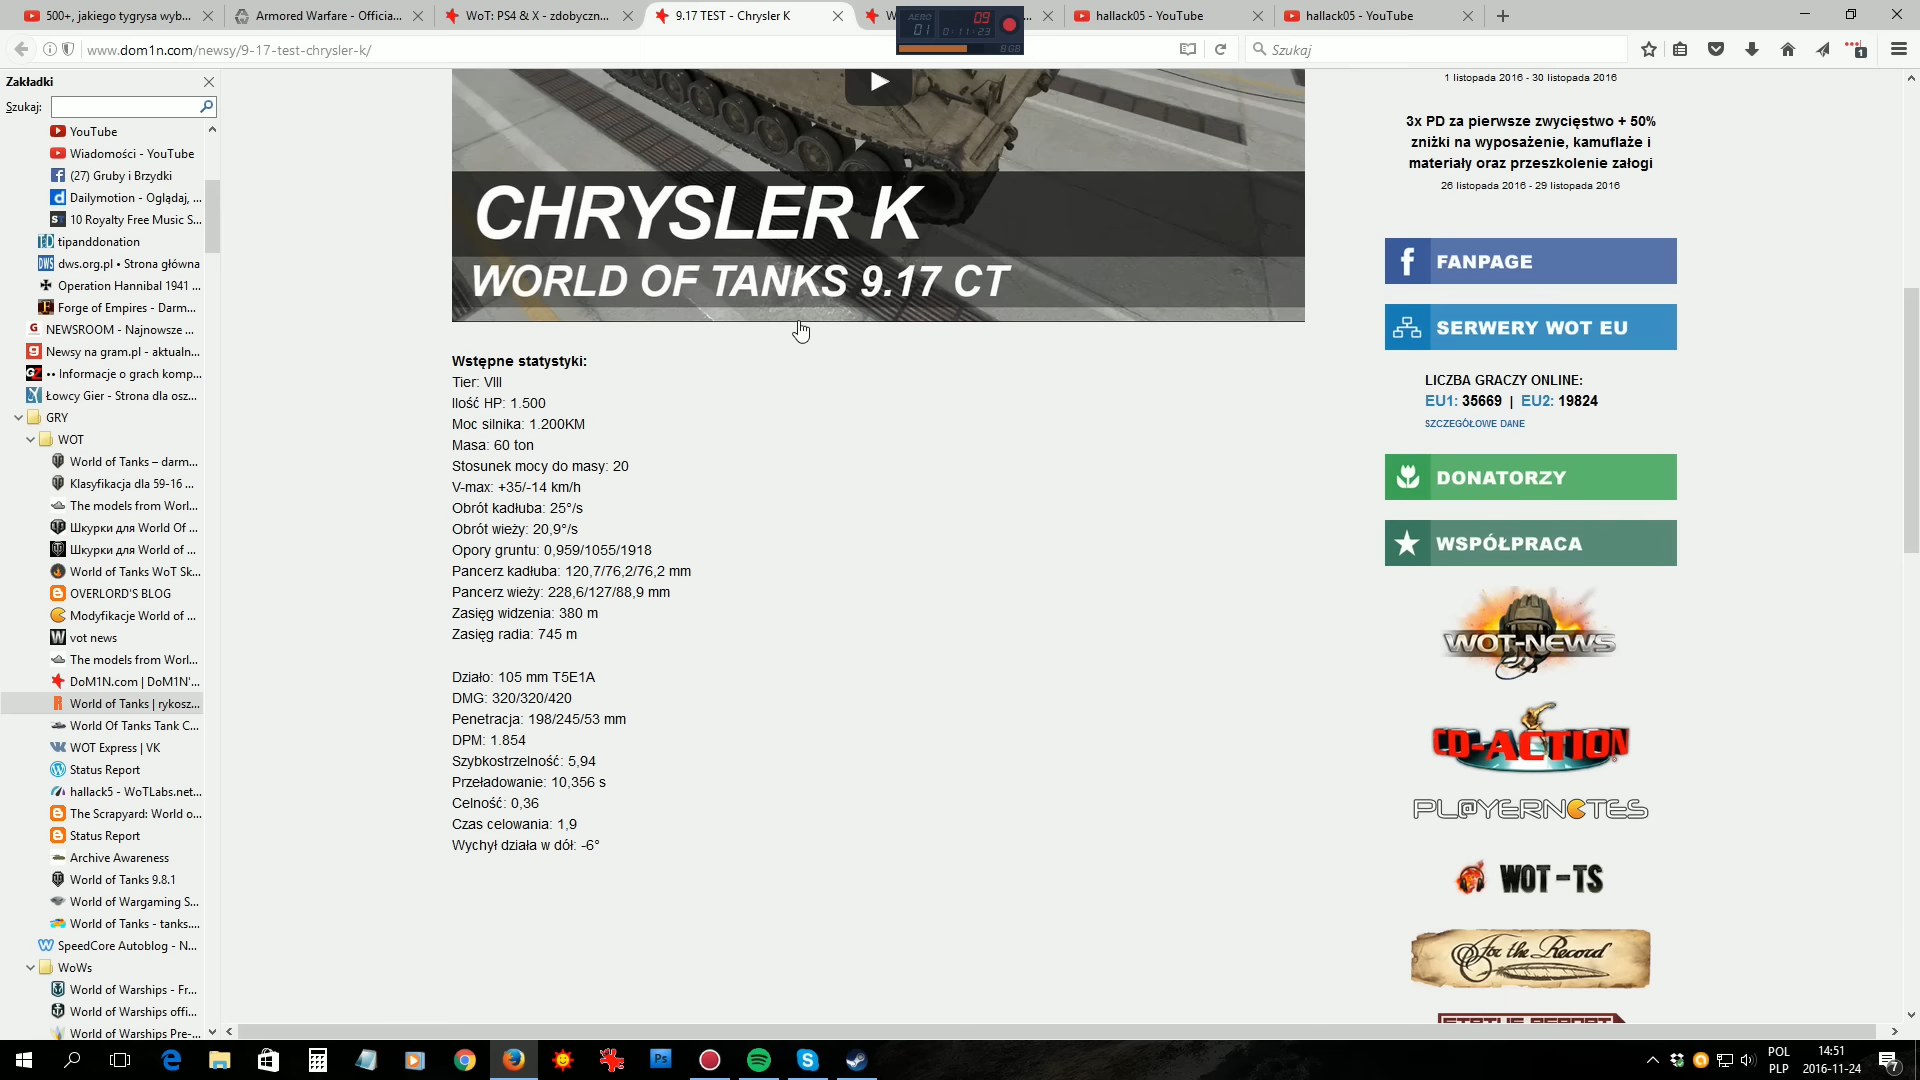 500+, jakiego tygrysa wyb...
Armored Warfare - Officia...
WoT: PS4 & X - zdobyczn...
9.17 TEST - Chrysler K
W
hallack05 - YouTube
hallack05 - YouTube
AERO
01
09
0:11:23
8GB
www.dom1n.com/newsy/9-17-test-chrysler-k/
Szukaj
Zakładki
Szukaj:
YouTube
Wiadomości - YouTube
(27) Gruby i Brzydki
Dailymotion - Oglądaj, ...
10 Royalty Free Music S...
tipanddonation
dws.org.pl • Strona główna
Operation Hannibal 1941 ...
Forge of Empires - Darm...
NEWSROOM - Najnowsze ...
Newsy na gram.pl - aktualn...
•• Informacje o grach komp...
Łowcy Gier - Strona dla osz...
GRY
WOT
World of Tanks – darm...
Klasyfikacja dla 59-16 ...
The models from Worl...
Шкурки для World Of ...
Шкурки для World of ...
World of Tanks WoT Sk...
OVERLORD'S BLOG
Modyfikacje World of ...
vot news
The models from Worl...
DoM1N.com | DoM1N'...
World of Tanks | rykosz...
World Of Tanks Tank C...
WOT Express | VK
Status Report
hallack5 - WoTLabs.net...
The Scrapyard: World o...
Status Report
Archive Awareness
World of Tanks 9.8.1
World of Wargaming S...
World of Tanks - tanks....
SpeedCore Autoblog - N...
WoWs
World of Warships - Fr...
World of Warships offi...
World of Warships Pre-...
CHRYSLER K
WORLD OF TANKS 9.17 CT
Wstępne statystyki:
Tier: VIII
Ilość HP: 1.500
Moc silnika: 1.200KM
Masa: 60 ton
Stosunek mocy do masy: 20
V-max: +35/-14 km/h
Obrót kadłuba: 25°/s
Obrót wieży: 20,9°/s
Opory gruntu: 0,959/1055/1918
Pancerz kadłuba: 120,7/76,2/76,2 mm
Pancerz wieży: 228,6/127/88,9 mm
Zasięg widzenia: 380 m
Zasięg radia: 745 m
Działo: 105 mm T5E1A
DMG: 320/320/420
Penetracja: 198/245/53 mm
DPM: 1.854
Szybkostrzelność: 5,94
Przeładowanie: 10,356 s
Celność: 0,36
Czas celowania: 1,9
Wychył działa w dół: -6°
1 listopada 2016 - 30 listopada 2016
3x PD za pierwsze zwycięstwo + 50%
zniżki na wyposażenie, kamuflaże i
materiały oraz przeszkolenie załogi
26 listopada 2016 - 29 listopada 2016
FANPAGE
SERWERY WOT EU
LICZBA GRACZY ONLINE:
EU1: 35669 | EU2: 19824
SZCZEGÓŁOWE DANE
DONATORZY
WSPÓŁPRACA
WOT-NEWS
CD-ACTION
PL@YERNOTES
WOT-TS
For the Record
STATUS REPORT
POL
PLP
14:51
2016-11-24
7